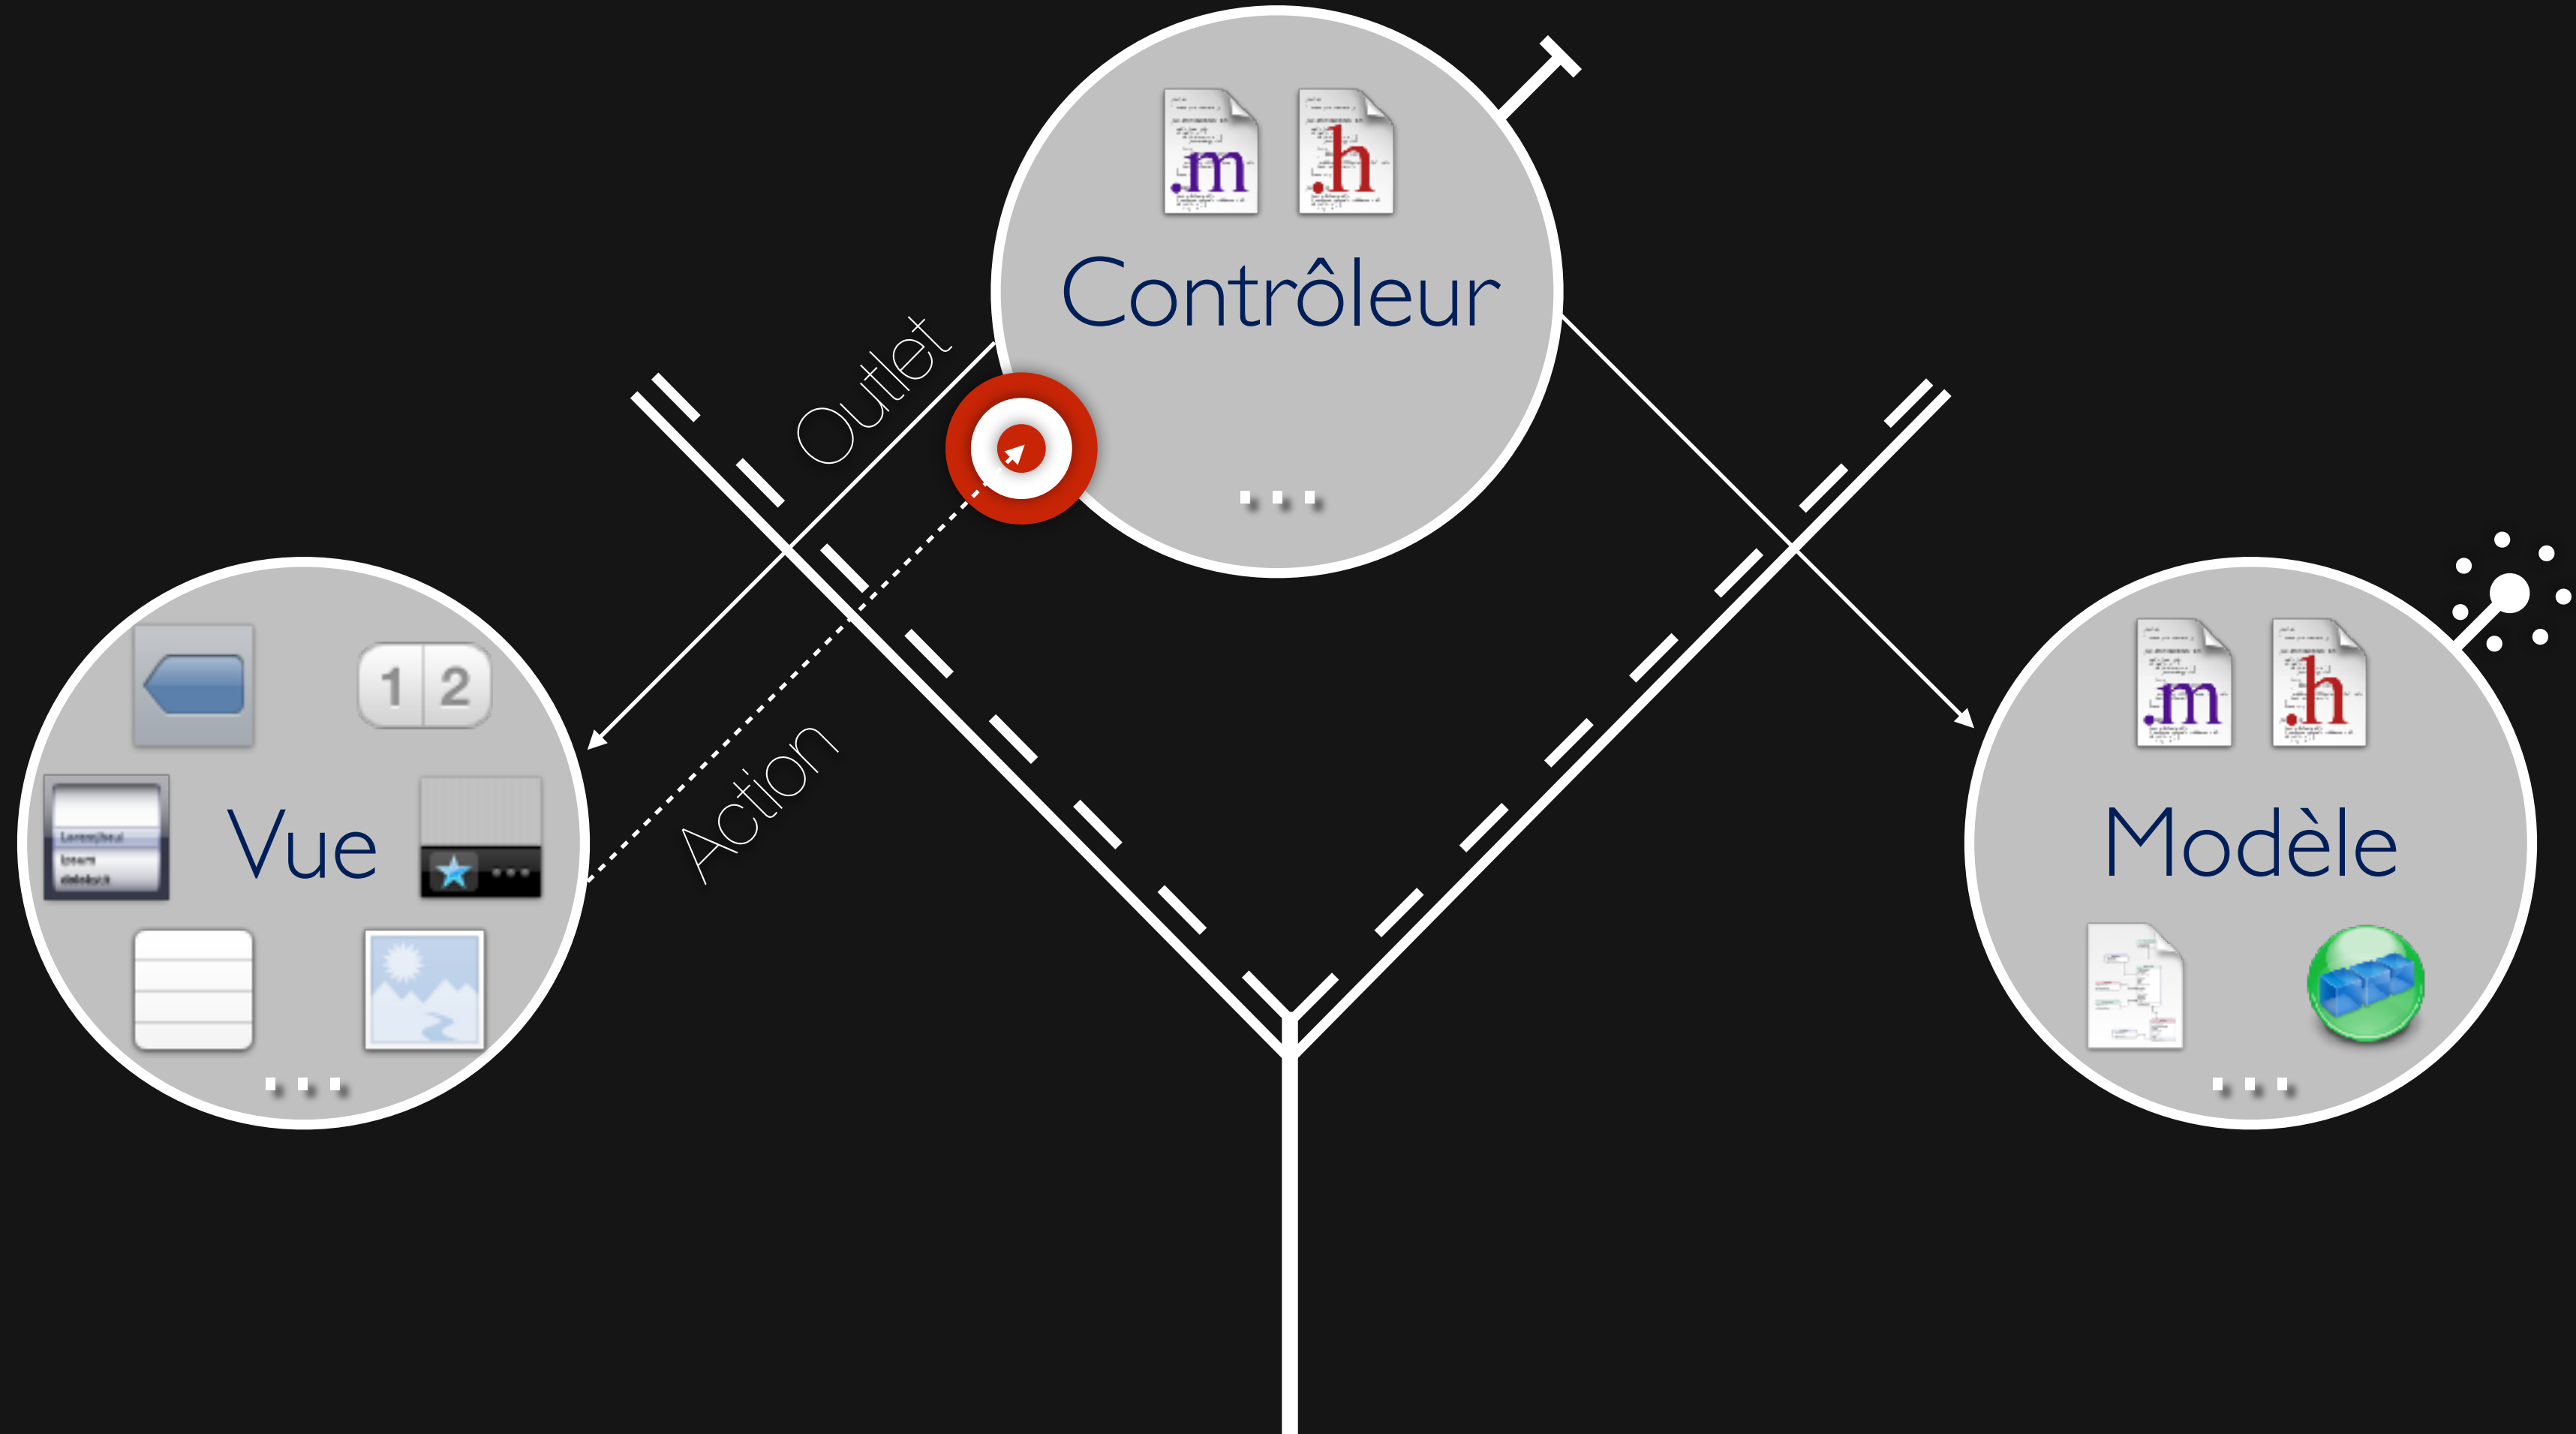 .m .h
Contrôleur
...
Outlet
Action
1 2
Vue
...
.m .h
Modèle
...